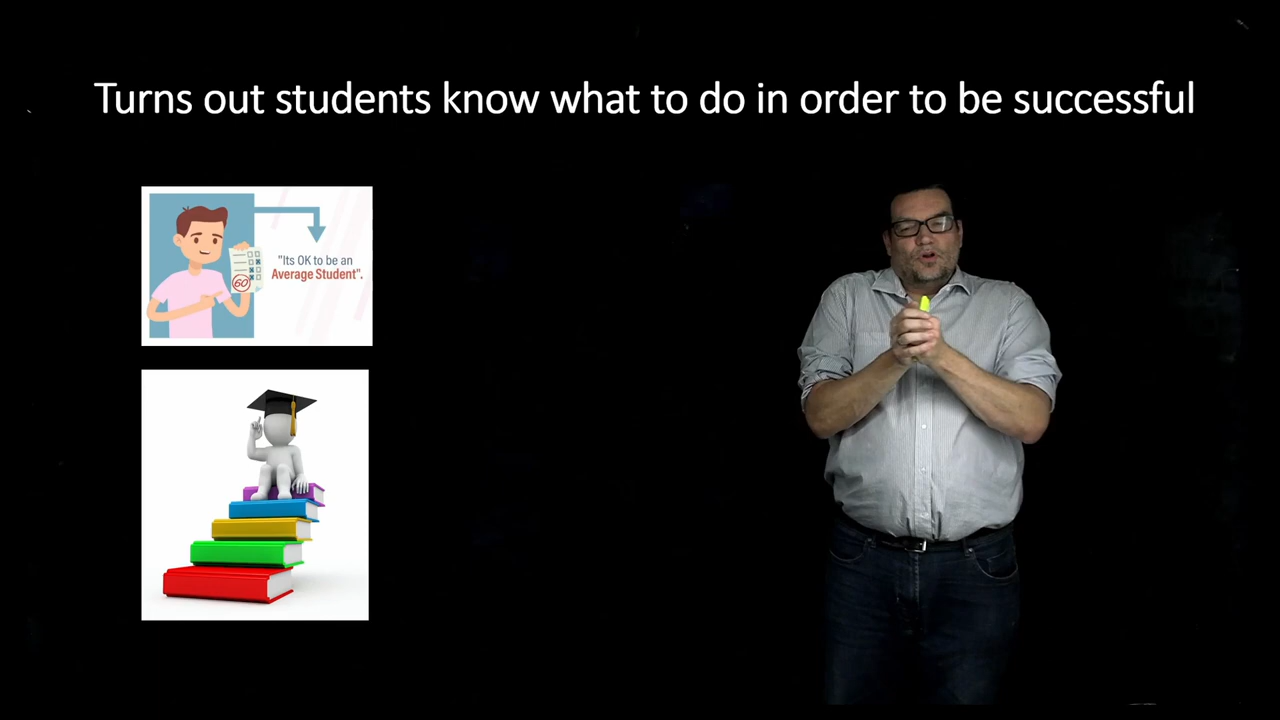 Turns out students know what to do in order to be successful
"Its OK to be an
Average Student".
60